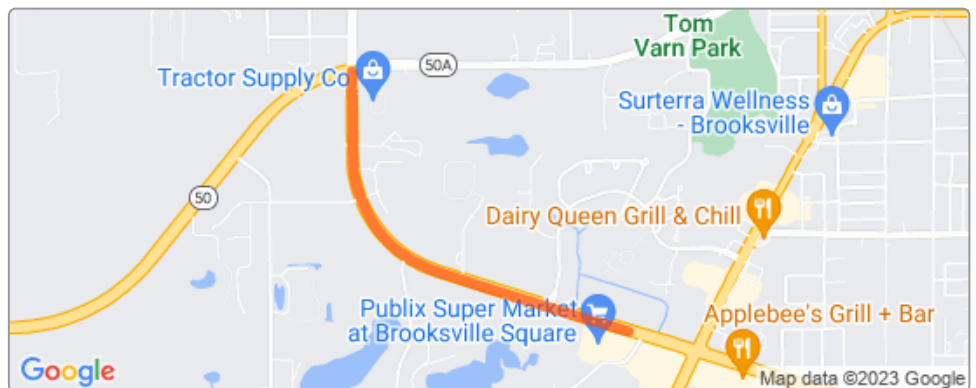 Tom
Varn Park
50A
Tractor Supply Co
Surterra Wellness
- Brooksville
50
Dairy Queen Grill & Chill
Publix Super Market
at Brooksville Square
Applebee's Grill + Bar
Google
Map data ©2023 Google